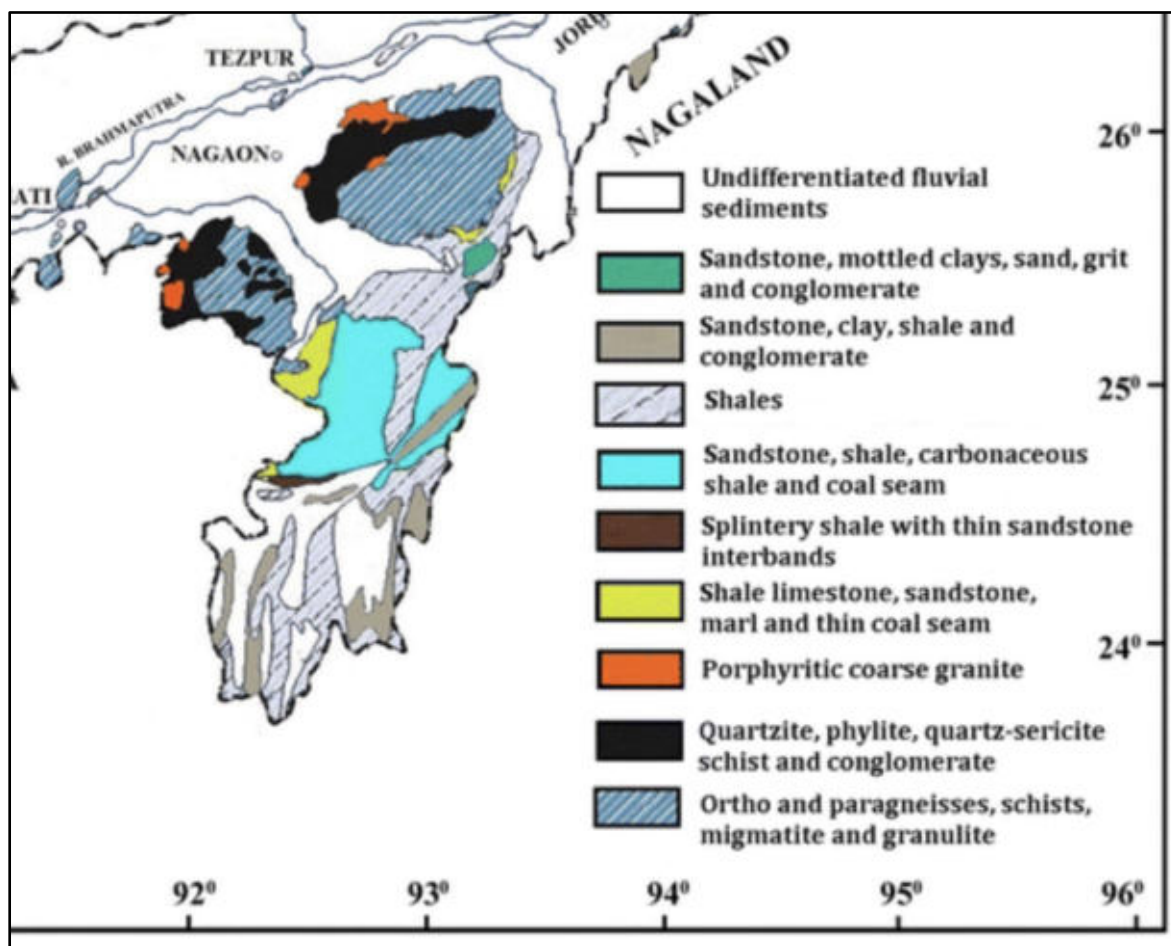 TEZPUR
JORH
NAGALAND
R. BRAHMAPUTRA
NAGAON
ATI
26⁰
Undifferentiated fluvial
sediments
Sandstone, mottled clays, sand, grit
and conglomerate
Sandstone, clay, shale and
conglomerate
25⁰
Shales
Sandstone, shale, carbonaceous
shale and coal seam
Splintery shale with thin sandstone
interbands
Shale limestone, sandstone,
marl and thin coal seam
24⁰
Porphyritic coarse granite
Quartzite, phylite, quartz-sericite
schist and conglomerate
Ortho and paragneisses, schists,
migmatite and granulite
92⁰ 93⁰ 94⁰ 95⁰ 96⁰